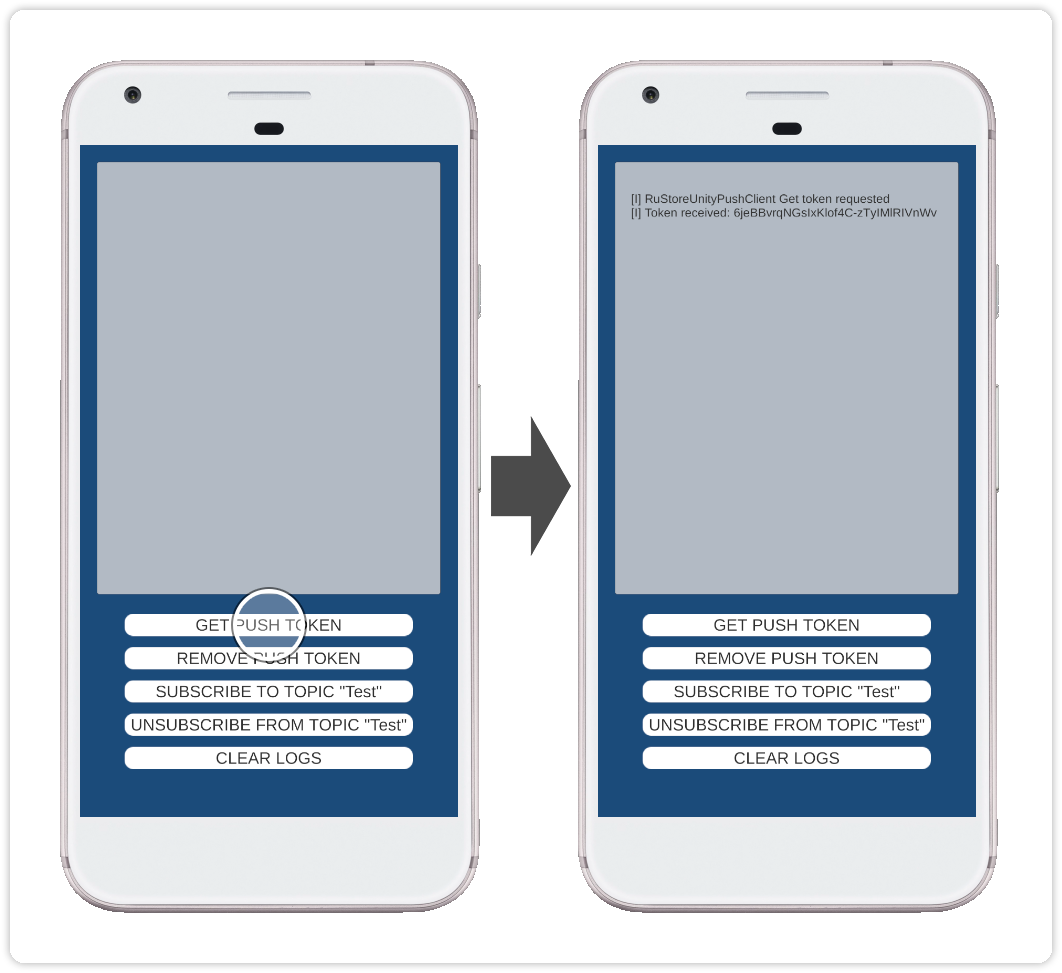 GET PUSH TOKEN
REMOVE PUSH TOKEN
SUBSCRIBE TO TOPIC "Test"
UNSUBSCRIBE FROM TOPIC "Test"
CLEAR LOGS
[I] RuStoreUnityPushClient Get token requested
[I] Token received: 6jeBBvrqNGsIxKlof4C-zTyIMlRIVnWv
GET PUSH TOKEN
REMOVE PUSH TOKEN
SUBSCRIBE TO TOPIC "Test"
UNSUBSCRIBE FROM TOPIC "Test"
CLEAR LOGS